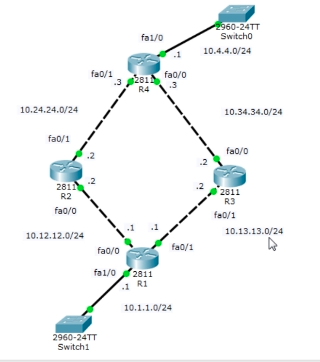 2960-24TT
Switch0
fa1/0
.1
10.4.4.0/24
2811
R4
fa0/1
.3
fa0/0
.3
10.24.24.0/24
10.34.34.0/24
fa0/1
.2
fa0/0
.2
2811
R2
.2
2811
R3
.2
fa0/0
fa0/1
10.12.12.0/24
.1
.1
10.13.13.0/24
fa0/0
fa0/1
2811
R1
fa1/0
.1
10.1.1.0/24
2960-24TT
Switch1